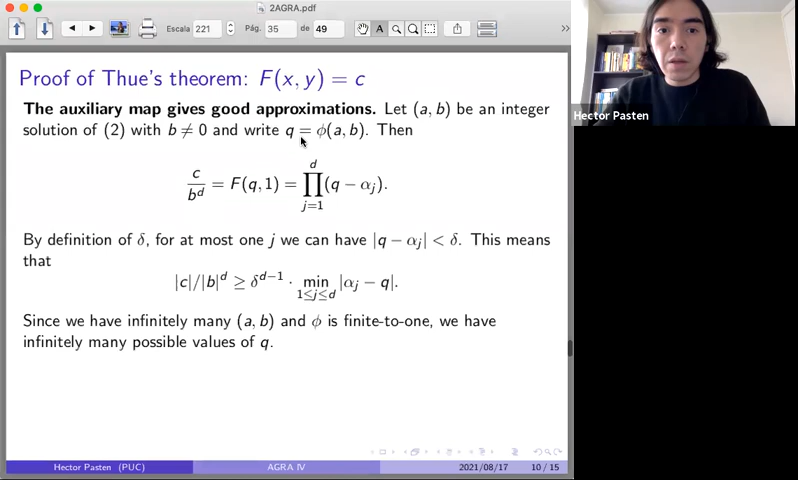 2AGRA.pdf
Escala 221 Pág. 35 de 49
Proof of Thue's theorem: F(x, y) = c
The auxiliary map gives good approximations. Let (a, b) be an integer
solution of (2) with b ≠ 0 and write q = ϕ(a, b). Then
c/b^d = F(q, 1) = ∏_{j=1}^{d} (q − α_j).
By definition of δ, for at most one j we can have |q − α_j| < δ. This means
that
|c|/|b|^d ≥ δ^{d−1} · min_{1≤j≤d} |α_j − q|.
Since we have infinitely many (a, b) and ϕ is finite-to-one, we have
infinitely many possible values of q.
Hector Pasten (PUC) AGRA IV 2021/08/17 10 / 15
Hector Pasten